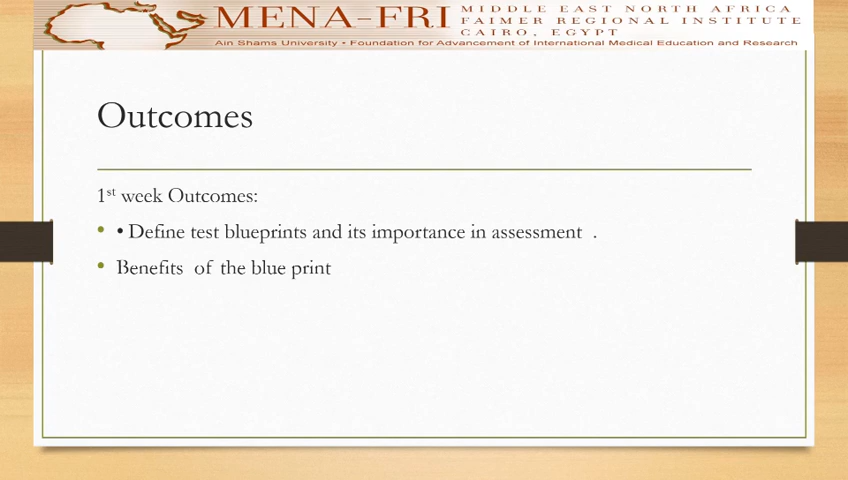 MENA-FRI
MIDDLE EAST NORTH AFRICA
FAIMER REGIONAL INSTITUTE
CAIRO, EGYPT
Ain Shams University • Foundation for Advancement of International Medical Education and Research
Outcomes
1st week Outcomes:
• • Define test blueprints and its importance in assessment .
• Benefits of the blue print